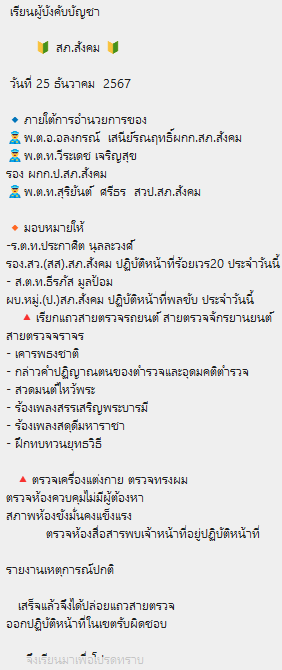 เรียนผู้บังคับบัญชา
🔰 สภ.สังคม 🔰
วันที่ 25 ธันวาคม 2567
🔹ภายใต้การอำนวยการของ
👮พ.ต.อ.อลงกรณ์ เสนีย์รณฤทธิ์ผกก.สภ.สังคม
👮พ.ต.ท.วีระเดช เจริญสุข
รอง ผกก.ป.สภ.สังคม
👮พ.ต.ท.สุริยันต์ ศรีธร สวป.สภ.สังคม
🔸มอบหมายให้
-ร.ต.ท.ประกาศิต นุลละวงศ์
รอง.สว.(สส).สภ.สังคม ปฏิบัติหน้าที่ร้อยเวร20 ประจำวันนี้
- ส.ต.ท.ธีรภัส มูลป้อม
ผบ.หมู่.(ป.)สภ.สังคม ปฏิบัติหน้าที่พลขับ ประจำวันนี้
🔺เรียกแถวสายตรวจรถยนต์ สายตรวจจักรยานยนต์
สายตรวจจราจร
- เคารพธงชาติ
- กล่าวคำปฏิญาณตนของตำรวจและอุดมคติตำรวจ
- สวดมนต์ไหว้พระ
- ร้องเพลงสรรเสริญพระบารมี
- ร้องเพลงสดุดีมหาราชา
- ฝึกทบทวนยุทธวิธี
🔺ตรวจเครื่องแต่งกาย ตรวจทรงผม
ตรวจห้องควบคุมไม่มีผู้ต้องหา
สภาพห้องขังมั่นคงแข็งแรง
ตรวจห้องสื่อสารพบเจ้าหน้าที่อยู่ปฏิบัติหน้าที่
รายงานเหตุการณ์ปกติ
เสร็จแล้วจึงได้ปล่อยแถวสายตรวจ
ออกปฏิบัติหน้าที่ในเขตรับผิดชอบ
จึงเรียนมาเพื่อโปรดทราบ